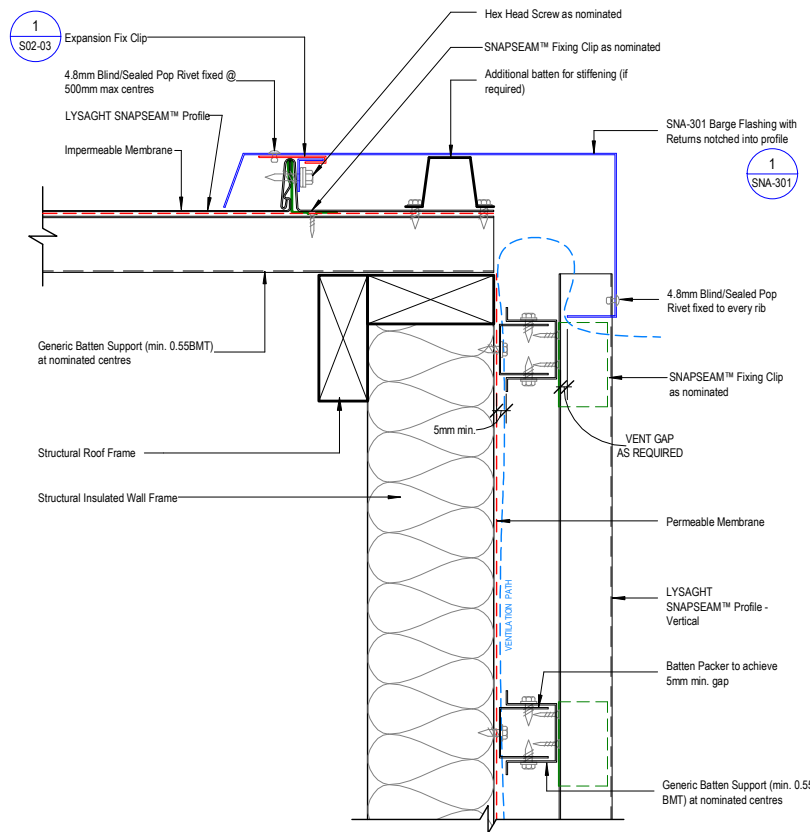 1
S02-03
Expansion Fix Clip
4.8mm Blind/Sealed Pop Rivet fixed @
500mm max centres
LYSAGHT SNAPSEAM™ Profile
Impermeable Membrane
Hex Head Screw as nominated
SNAPSEAM™ Fixing Clip as nominated
Additional batten for stiffening (if
required)
SNA-301 Barge Flashing with
Returns notched into profile
1
SNA-301
4.8mm Blind/Sealed Pop
Rivet fixed to every rib
Generic Batten Support (min. 0.55BMT)
at nominated centres
SNAPSEAM™ Fixing Clip
as nominated
5mm min.
VENT GAP
AS REQUIRED
Structural Roof Frame
Structural Insulated Wall Frame
Permeable Membrane
VENTILATION PATH
LYSAGHT
SNAPSEAM™ Profile -
Vertical
Batten Packer to achieve
5mm min. gap
Generic Batten Support (min. 0.55
BMT) at nominated centres